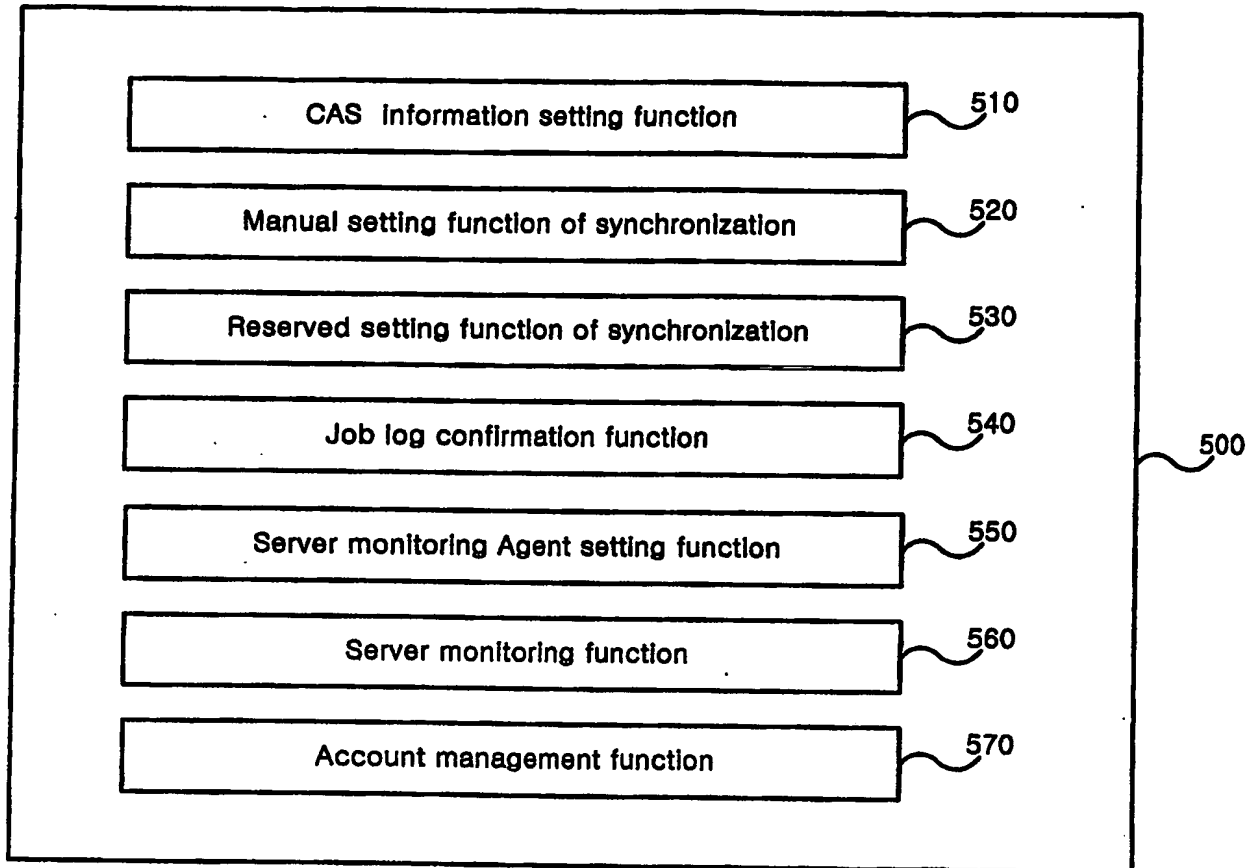 CAS information setting function 510
Manual setting function of synchronization 520
Reserved setting function of synchronization 530
Job log confirmation function 540
500
Server monitoring Agent setting function 550
Server monitoring function 560
Account management function 570